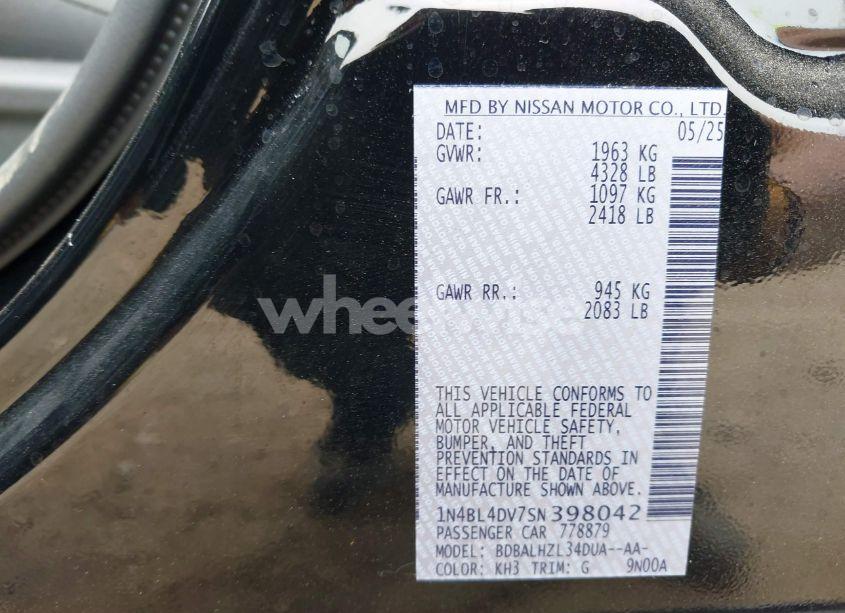 MFD BY NISSAN MOTOR CO., LTD.
DATE: 05/25
GVWR: 1963 KG
4328 LB
GAWR FR.: 1097 KG
2418 LB
GAWR RR.: 945 KG
2083 LB
THIS VEHICLE CONFORMS TO
ALL APPLICABLE FEDERAL
MOTOR VEHICLE SAFETY,
BUMPER, AND THEFT
PREVENTION STANDARDS IN
EFFECT ON THE DATE OF
MANUFACTURE SHOWN ABOVE.
1N4BL4DV7SN398042
PASSENGER CAR 778879
MODEL: BDBALHZL34DUA--AA-
COLOR: KH3 TRIM: G 9N00A